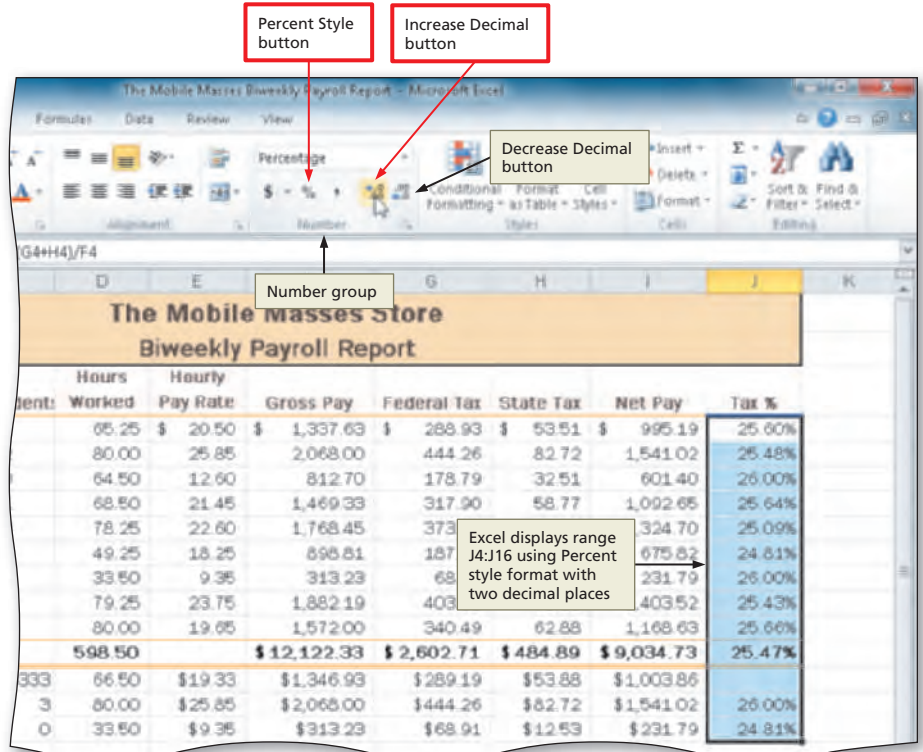 Percent Style button
Increase Decimal button
The Mobile Masses Biweekly Payroll Report - Microsoft Excel
Formulas Data Review View
Percentage
Decrease Decimal button
Insert
Delete
Format
$ % ,
Conditional Formatting
Format as Table
Cell Styles
Sort & Filter
Find & Select
Alignment Number Styles Cells Editing
G4+H4)/F4
Number group
D E G H I J K
The Mobile Masses Store
Biweekly Payroll Report
Hours Worked Hourly Pay Rate Gross Pay Federal Tax State Tax Net Pay Tax %
65.25 $ 20.50 $ 1,337.63 $ 288.93 $ 53.51 $ 995.19 25.60%
80.00 25.85 2,068.00 444.26 82.72 1,541.02 25.48%
64.50 12.60 812.70 178.79 32.51 601.40 26.00%
68.50 21.45 1,469.33 317.90 58.77 1,092.65 25.64%
78.25 22.60 1,768.45 373 324.70 25.09%
49.25 18.25 898.81 187 675.82 24.81%
33.50 9.35 313.23 68 231.79 26.00%
79.25 23.75 1,882.19 403 403.52 25.43%
80.00 19.65 1,572.00 340.49 62.88 1,168.63 25.66%
Excel displays range J4:J16 using Percent style format with two decimal places
598.50 $12,122.33 $2,602.71 $484.89 $9,034.73 25.47%
333 66.50 $19.33 $1,346.93 $289.19 $53.88 $1,003.86
3 80.00 $25.85 $2,068.00 $444.26 $82.72 $1,541.02 26.00%
0 33.50 $9.35 $313.23 $68.91 $12.53 $231.79 24.81%